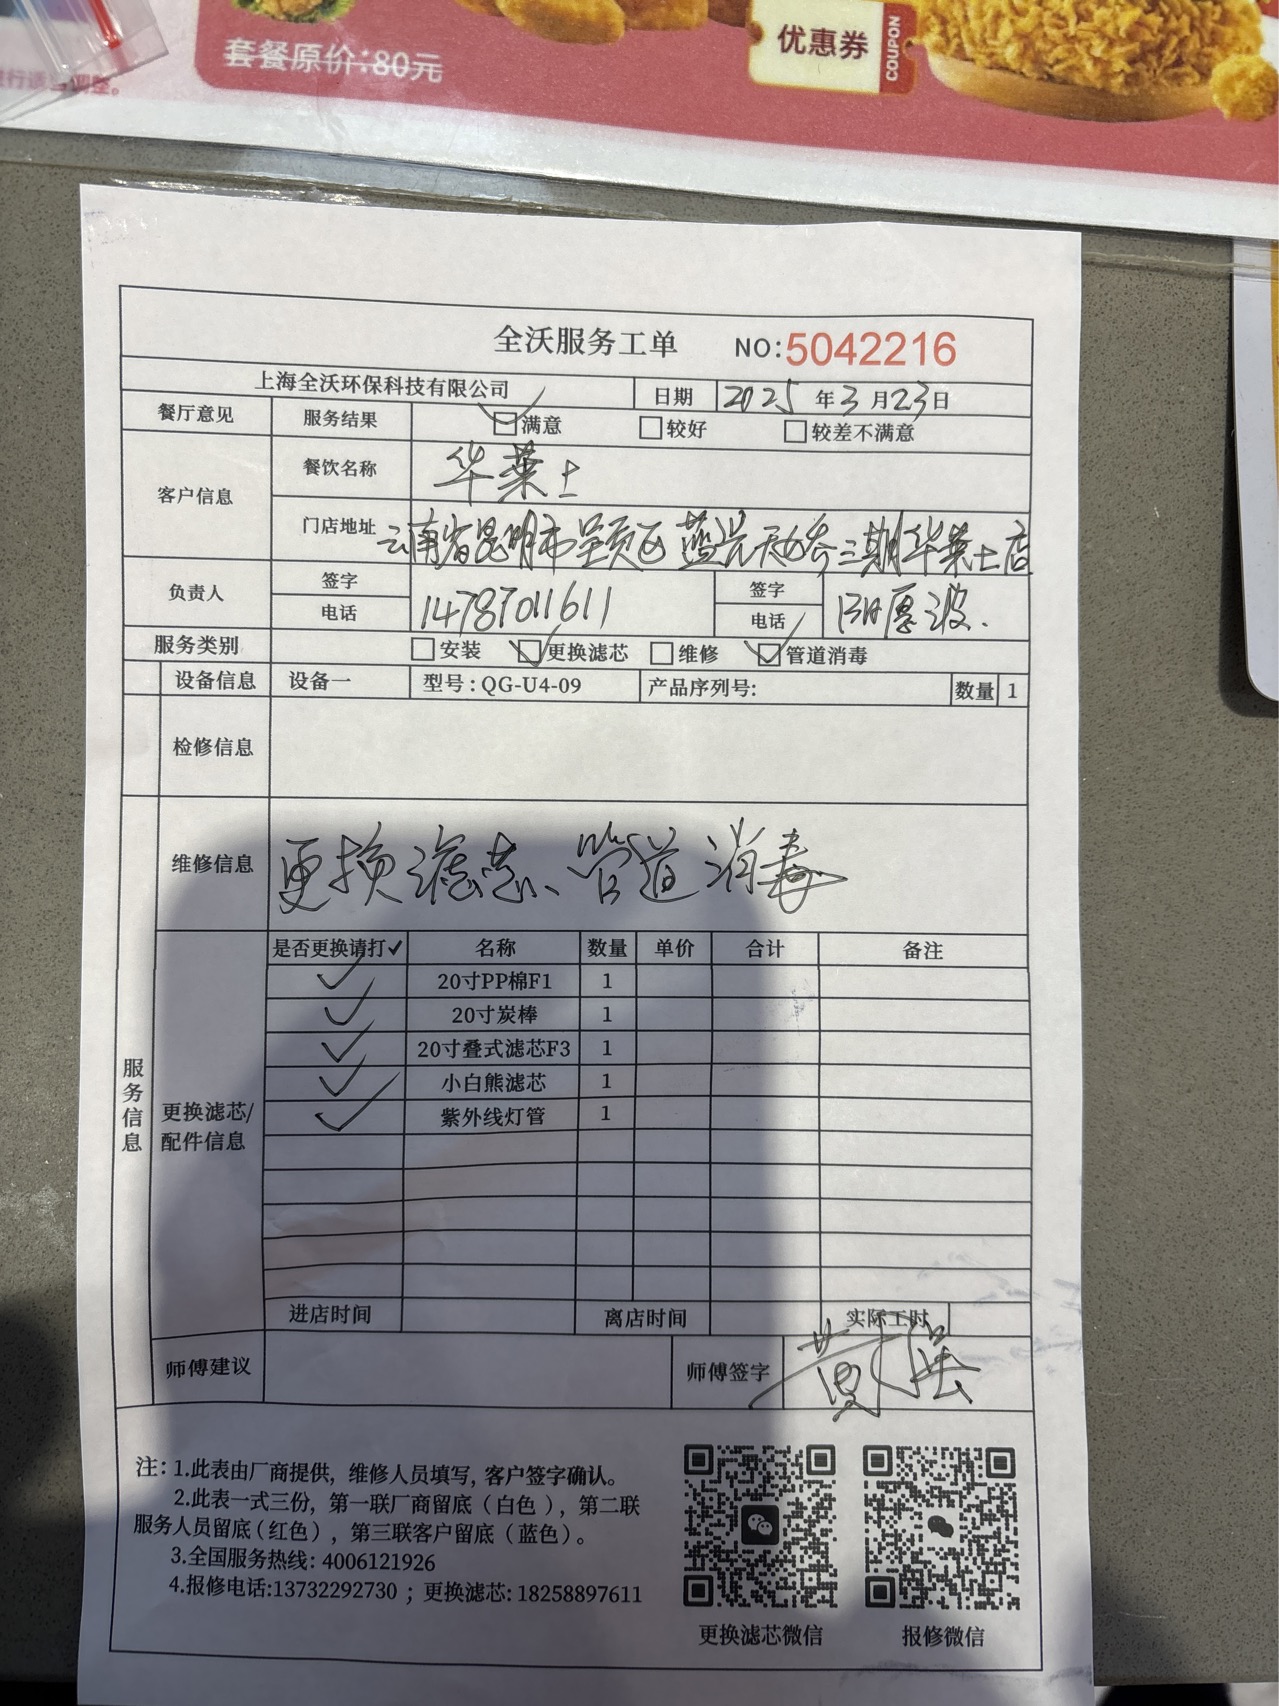 套餐原价:80元
优惠券
COUPON
全沃服务工单 NO:5042216
上海全沃环保科技有限公司 日期 2025 年 3 月 23 日
餐厅意见 服务结果 满意 较好 较差不满意
客户信息 餐饮名称 华莱士
门店地址 云南省昆明市呈贡区蓝光天娇三期华莱士店
负责人 签字 电话 14787011611 签字 电话 厚波
服务类别 安装 更换滤芯 维修 管道消毒
设备信息 设备一 型号：QG-U4-09 产品序列号: 数量 1
检修信息
维修信息 更换滤芯、管道消毒
服务信息
更换滤芯/配件信息
是否更换请打✓ 名称 数量 单价 合计 备注
✓ 20寸PP棉F1 1
✓ 20寸炭棒 1
✓ 20寸叠式滤芯F3 1
✓ 小白熊滤芯 1
✓ 紫外线灯管 1
进店时间 离店时间 实际工时
师傅建议 师傅签字 黄
注：1.此表由厂商提供，维修人员填写，客户签字确认。
2.此表一式三份，第一联厂商留底（白色），第二联
服务人员留底（红色），第三联客户留底（蓝色）。
3.全国服务热线：4006121926
4.报修电话:13732292730 ；更换滤芯: 18258897611
更换滤芯微信 报修微信